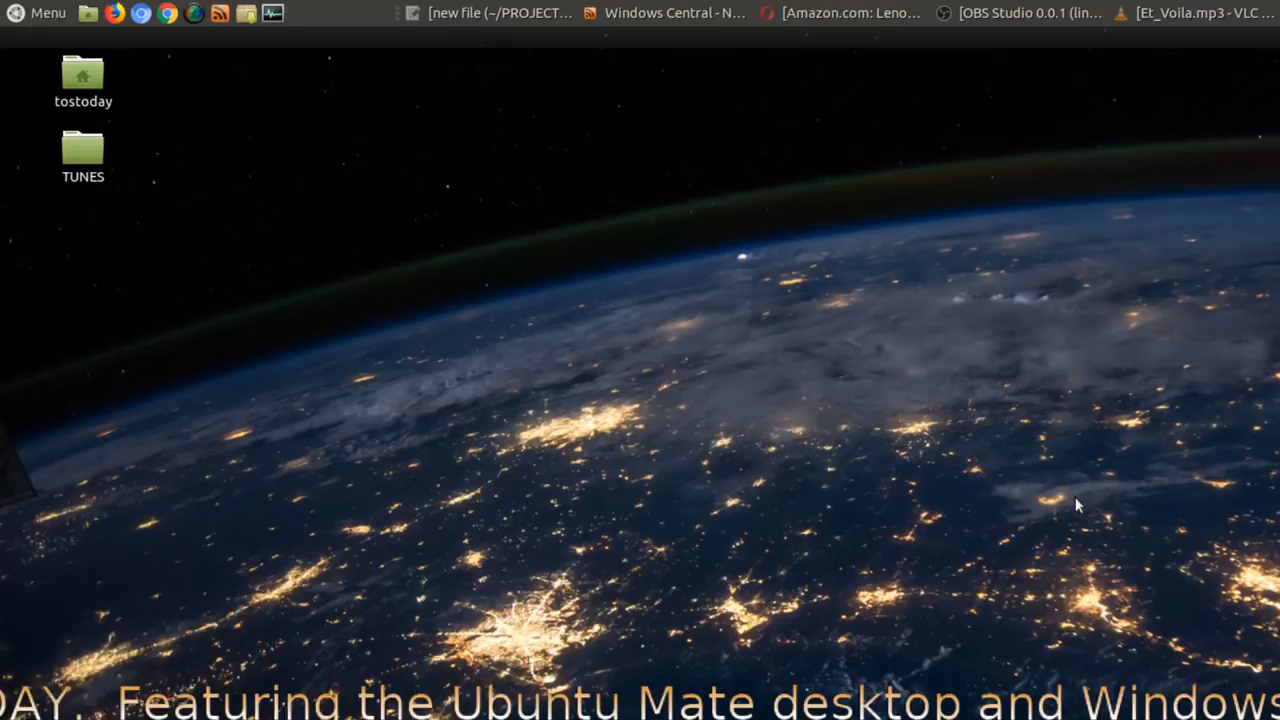 Menu
[new file (~/PROJECT...
Windows Central - N...
[Amazon.com: Leno...
[OBS Studio 0.0.1 (lin...
[Et_Voila.mp3 - VLC ...
tostoday
TUNES
DAY. Featuring the Ubuntu Mate desktop and Windows